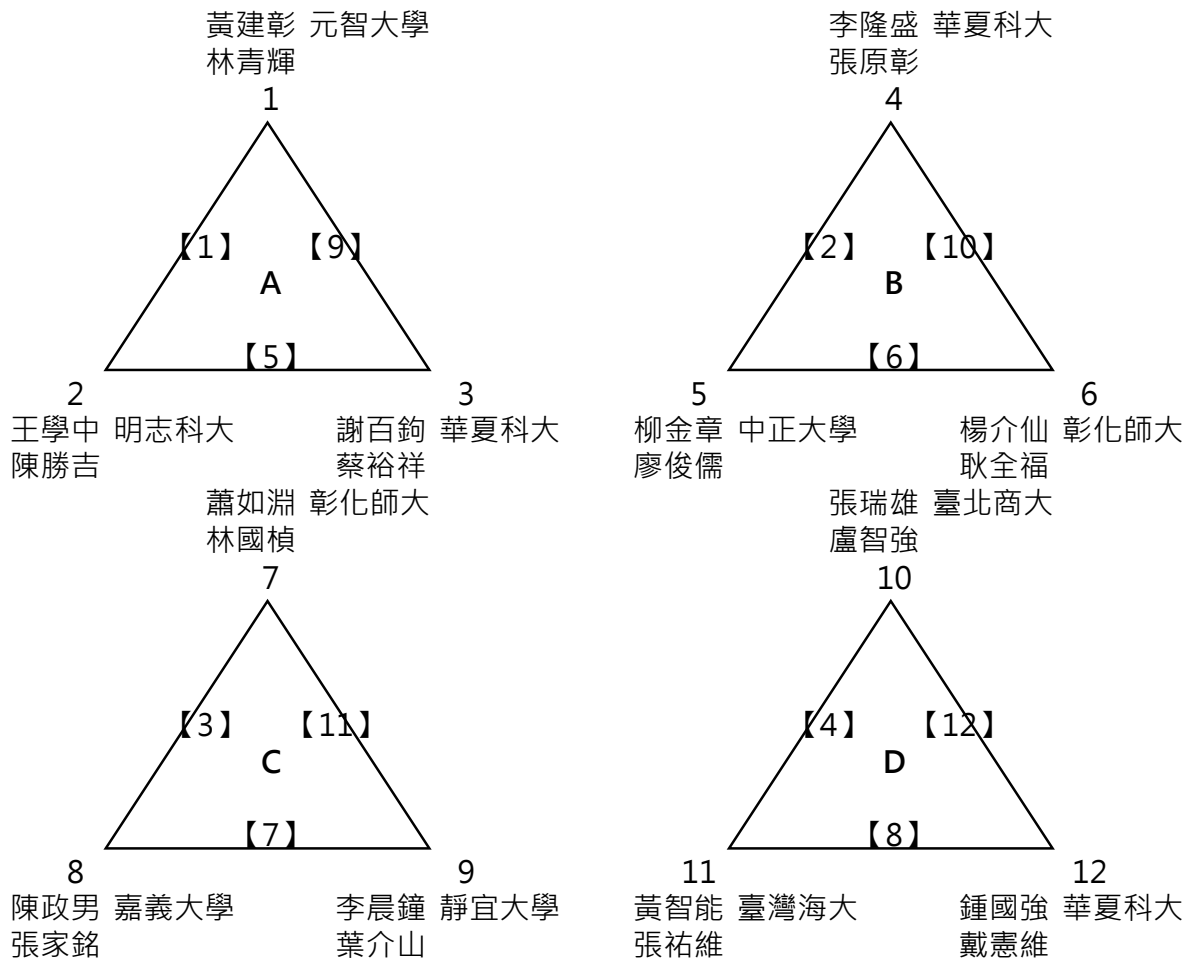 黃建彰 元智大學
林青輝
1
【1】
【9】
A
【5】
2
3
王學中 明志科大
陳勝吉
謝百鉤 華夏科大
蔡裕祥
李隆盛 華夏科大
張原彰
4
【2】
【10】
B
【6】
5
6
柳金章 中正大學
廖俊儒
楊介仙 彰化師大
耿全福
蕭如淵 彰化師大
林國楨
7
【3】
【11】
C
【7】
8
9
陳政男 嘉義大學
張家銘
李晨鐘 靜宜大學
葉介山
張瑞雄 臺北商大
盧智強
10
【4】
【12】
D
【8】
11
12
黃智能 臺灣海大
張祐維
鍾國強 華夏科大
戴憲維